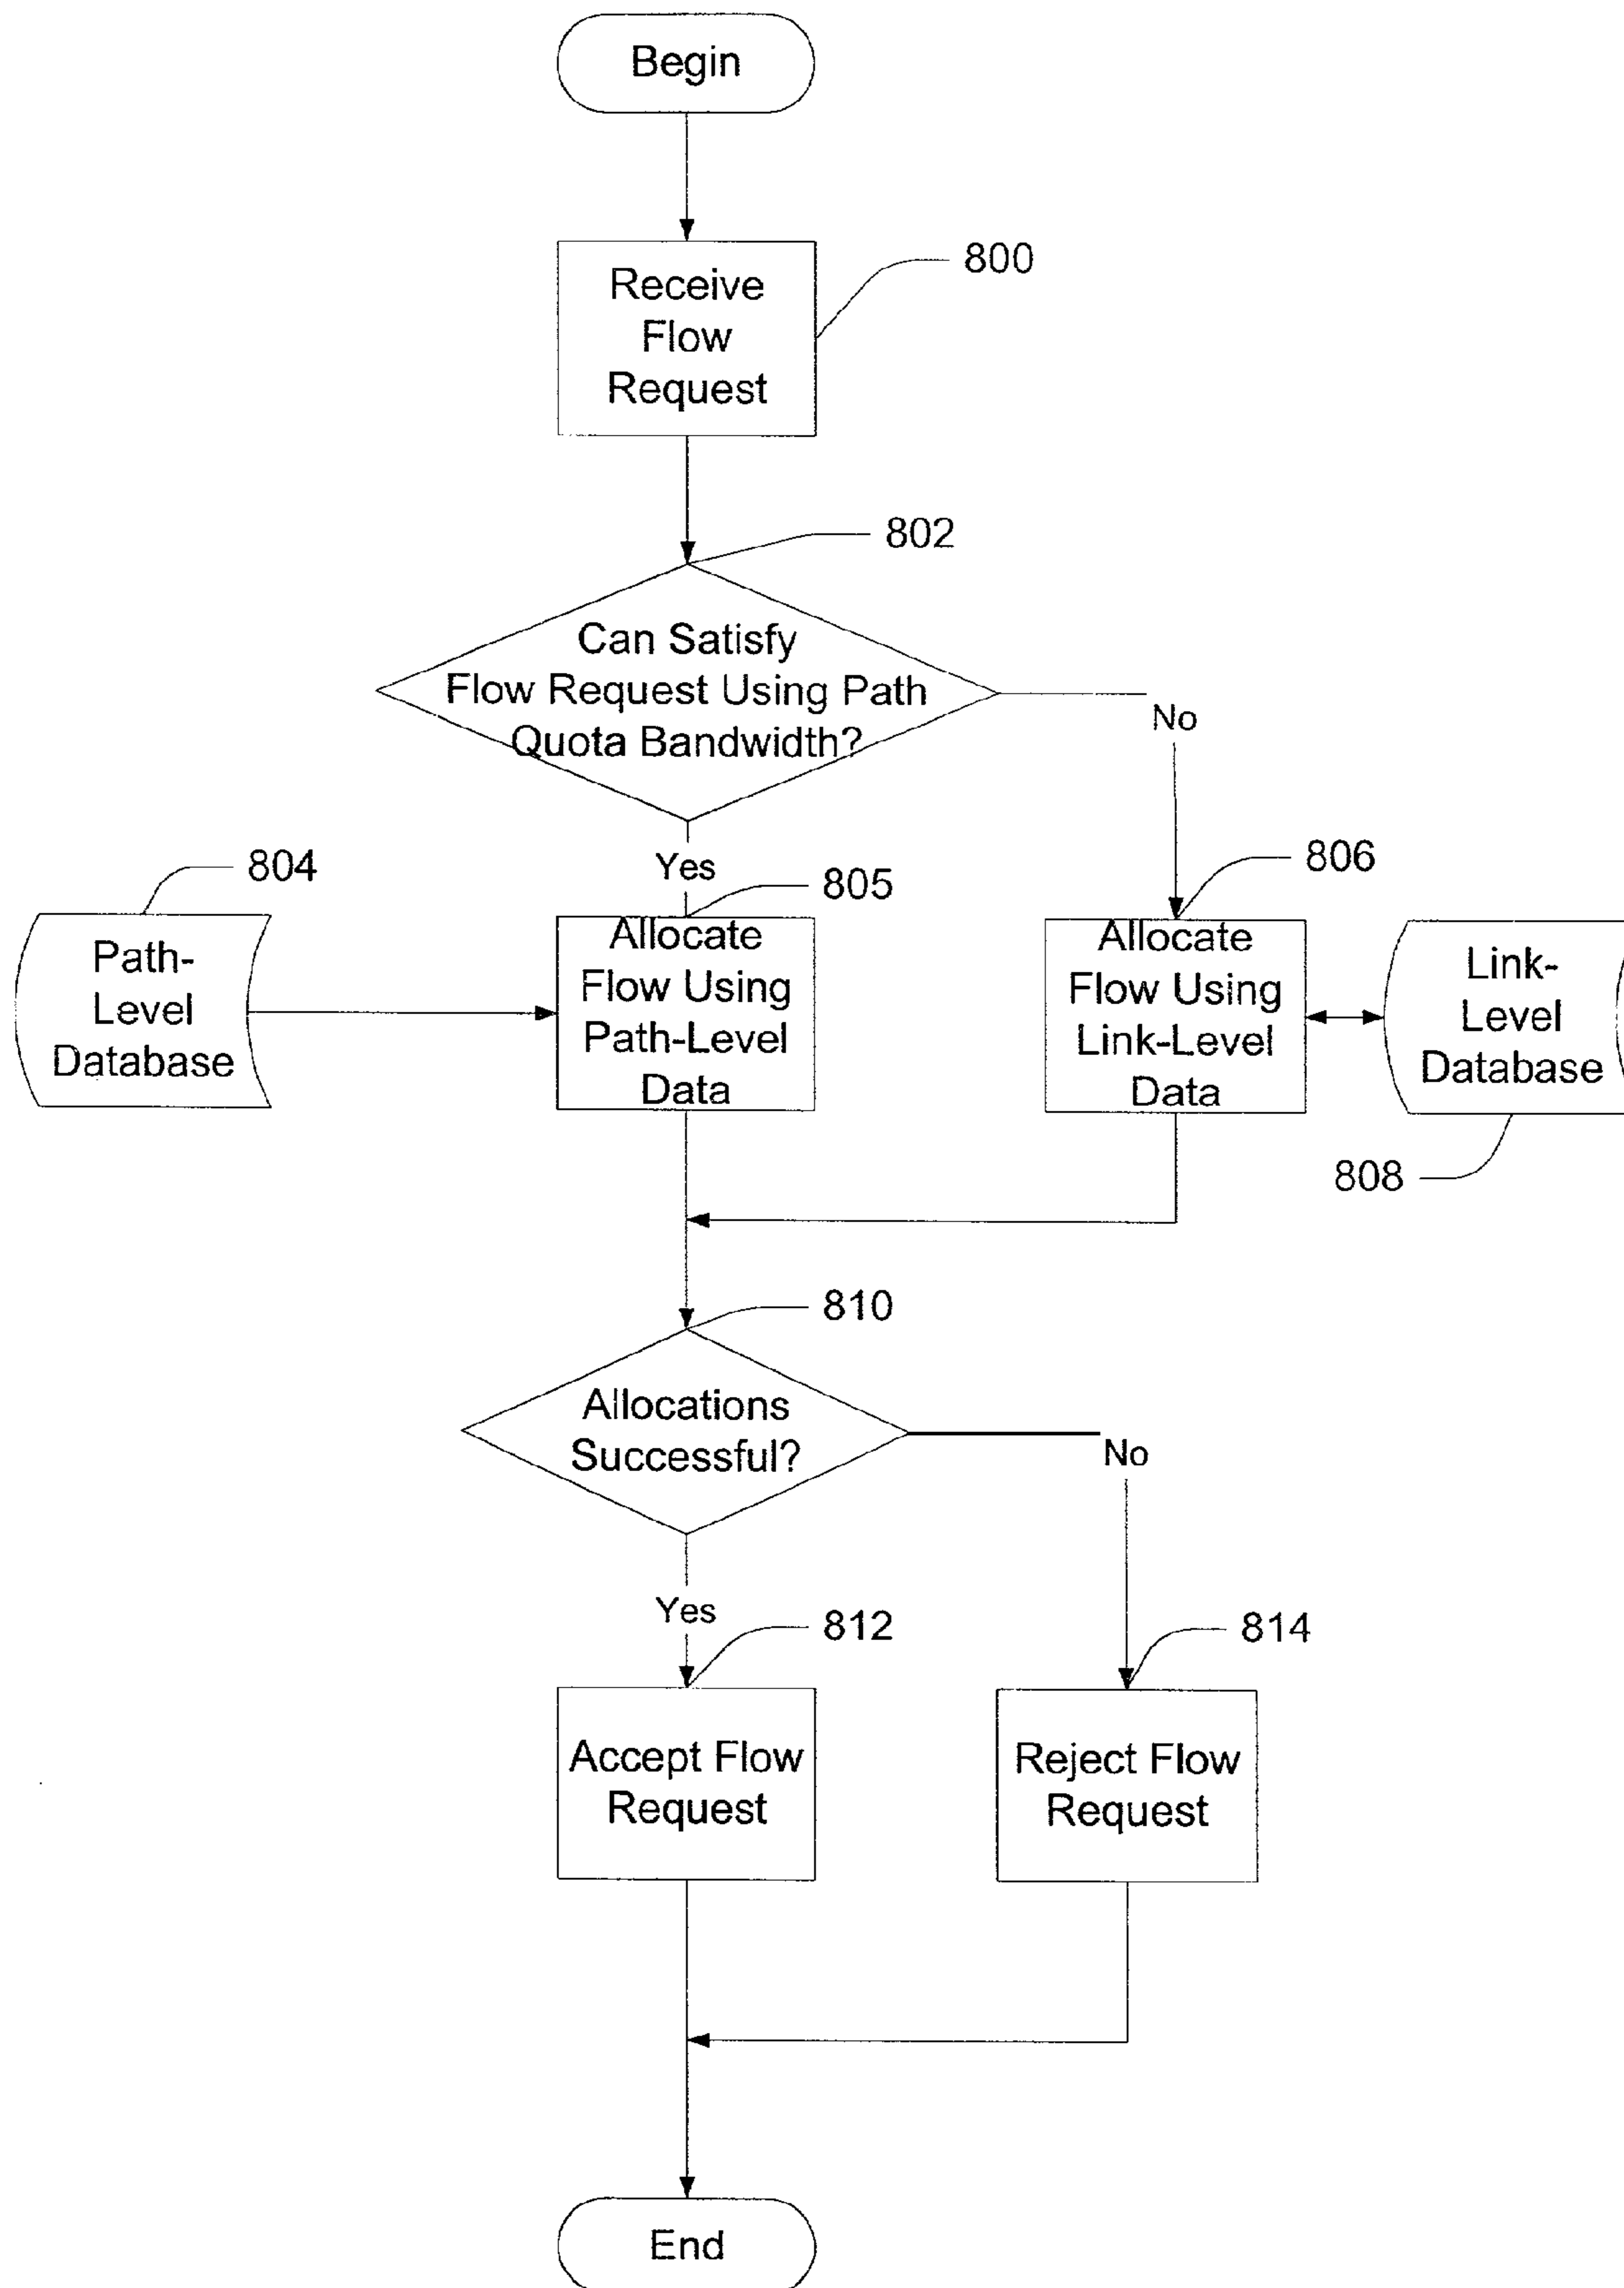 Begin
800
Receive
Flow
Request
802
Can Satisfy
Flow Request Using Path
Quota Bandwidth?
No
Yes
804
805
806
Path-
Level
Database
Allocate
Flow Using
Path-Level
Data
Allocate
Flow Using
Link-Level
Data
Link-
Level
Database
808
810
Allocations
Successful?
No
Yes
812
814
Accept Flow
Request
Reject Flow
Request
End